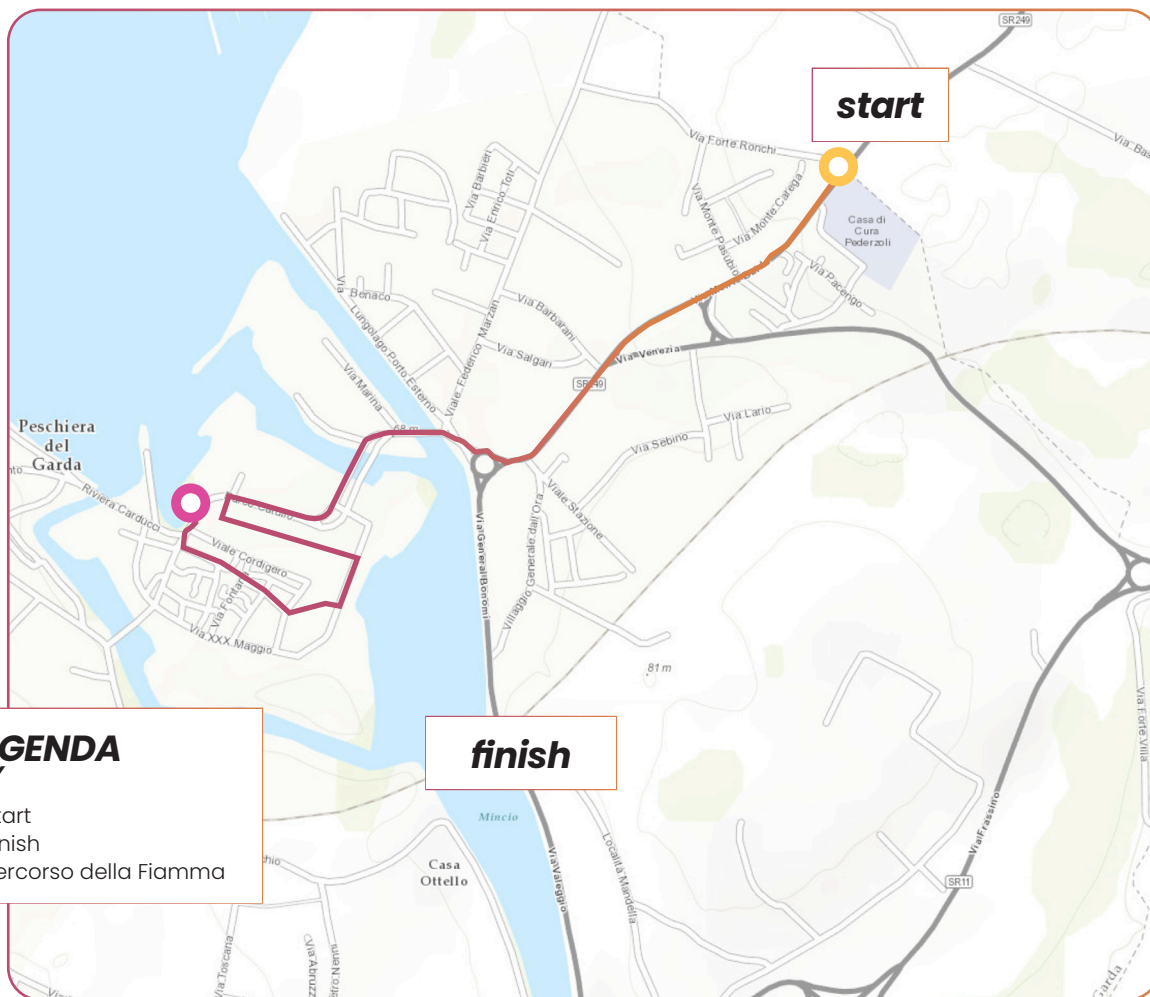 SR249
start
Via Forte Ronchi
Via Barbieri
Via Enrico Toti
Via Monte Carega
Via Monte Pasubio
Casa di
Cura
Pederzoli
Via Pacengo
Via
Benaco
Lungolago Porto Esterno
Viale Federico Marzan
Via Barbarani
Via Salgari
Via Venezia
SR249
Via Marina
Via Lario
Via Sebino
68 m
Peschiera
del
Garda
Riviera Carducci
Viale Cordigero
Via Fontana
Via XXX Maggio
Via General Bonomi
Villaggio Generale dall'Ora
Viale Stazione
81 m
Via Forte Villa
GENDA
tart
nish
ercorso della Fiamma
finish
Mincio
Casa
Ottello
Via Valeggio
Località Mandella
Via Frassino
SR11
Via Toscana
Garda